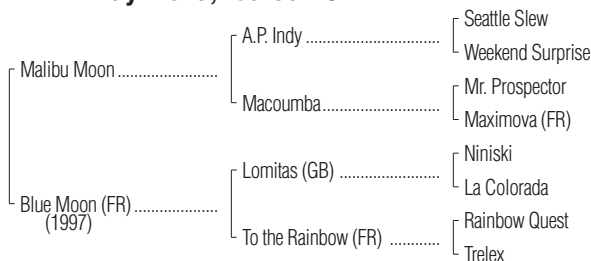 A.P. Indy
Seattle Slew
Weekend Surprise
Malibu Moon
Macoumba
Mr. Prospector
Maximova (FR)
Lomitas (GB)
Niniski
La Colorada
Blue Moon (FR)
(1997)
To the Rainbow (FR)
Rainbow Quest
Trelex